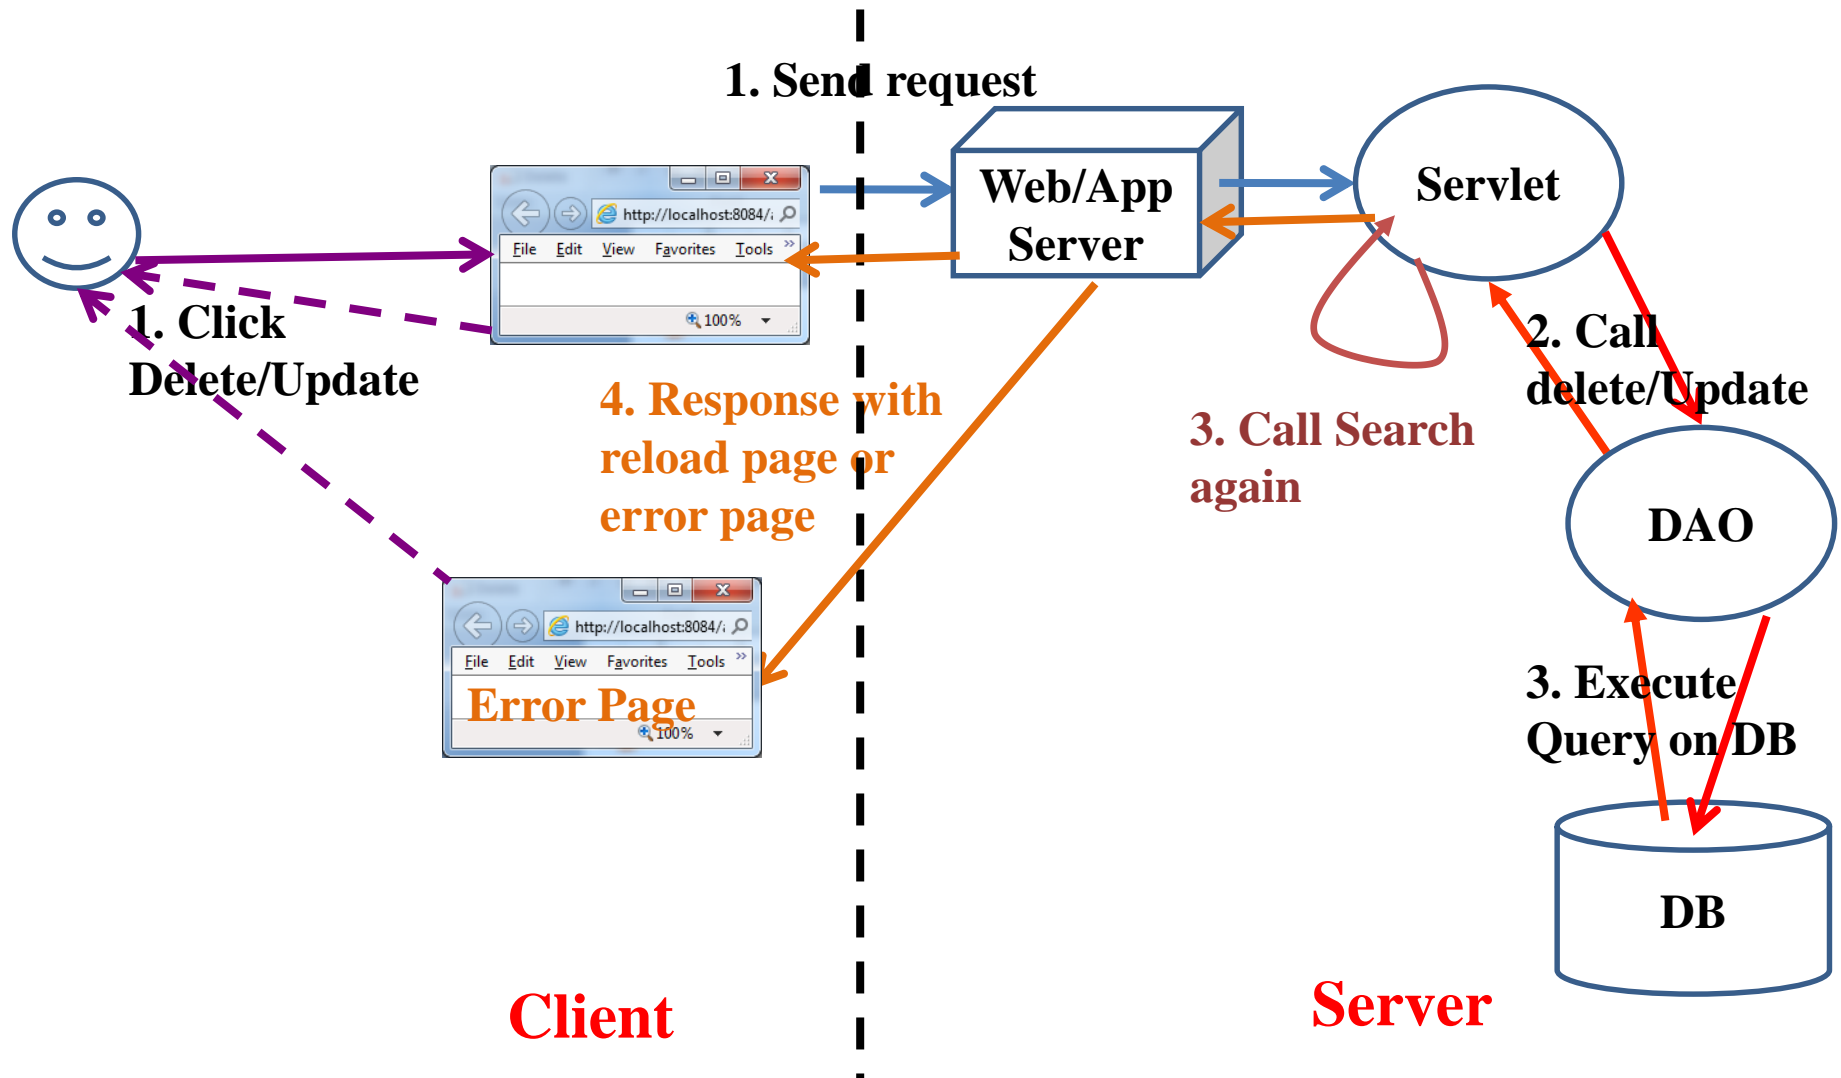 1. Send request
Web/App
Server
Servlet
http://localhost:8084/
File Edit View Favorites Tools »
100%
1. Click
Delete/Update
2. Call
delete/Update
4. Response with
reload page or
error page
3. Call Search
again
DAO
http://localhost:8084/
File Edit View Favorites Tools »
Error Page
100%
3. Execute
Query on DB
DB
Client
Server